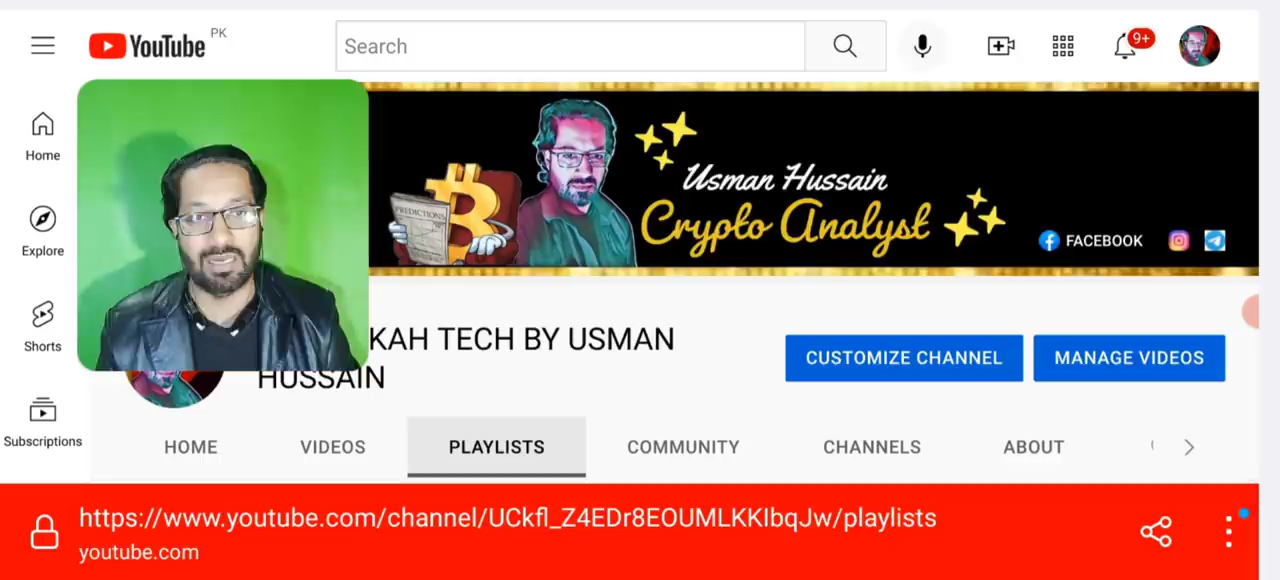 YouTube PK
Search
9+
Home
Explore
Shorts
Subscriptions
PREDICTIONS
Usman Hussain
Crypto Analyst
FACEBOOK
KAH TECH BY USMAN
HUSSAIN
CUSTOMIZE CHANNEL
MANAGE VIDEOS
HOME
VIDEOS
PLAYLISTS
COMMUNITY
CHANNELS
ABOUT
https://www.youtube.com/channel/UCkfl_Z4EDr8EOUMLKKIbqJw/playlists
youtube.com